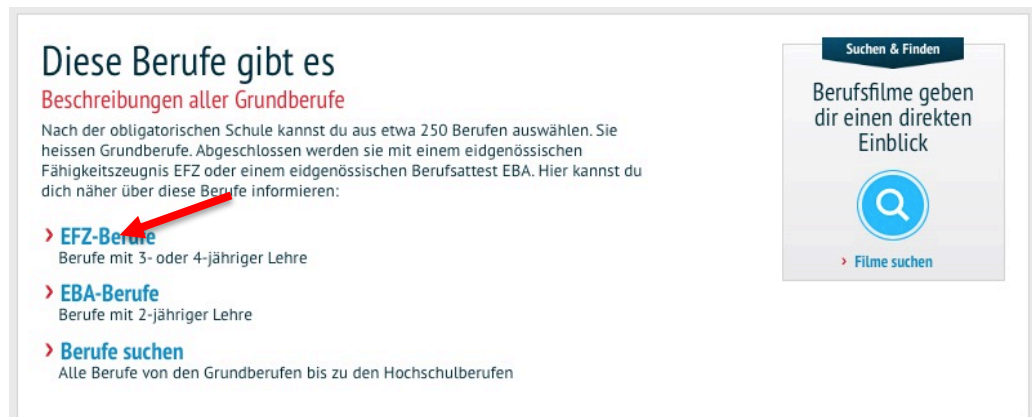 Diese Berufe gibt es
Beschreibungen aller Grundberufe
Nach der obligatorischen Schule kannst du aus etwa 250 Berufen auswählen. Sie
heissen Grundberufe. Abgeschlossen werden sie mit einem eidgenössischen
Fähigkeitszeugnis EFZ oder einem eidgenössischen Berufsattest EBA. Hier kannst du
dich näher über diese Berufe informieren:
› EFZ-Berufe
Berufe mit 3- oder 4-jähriger Lehre
› EBA-Berufe
Berufe mit 2-jähriger Lehre
› Berufe suchen
Alle Berufe von den Grundberufen bis zu den Hochschulberufen
Suchen & Finden
Berufsfilme geben
dir einen direkten
Einblick
› Filme suchen